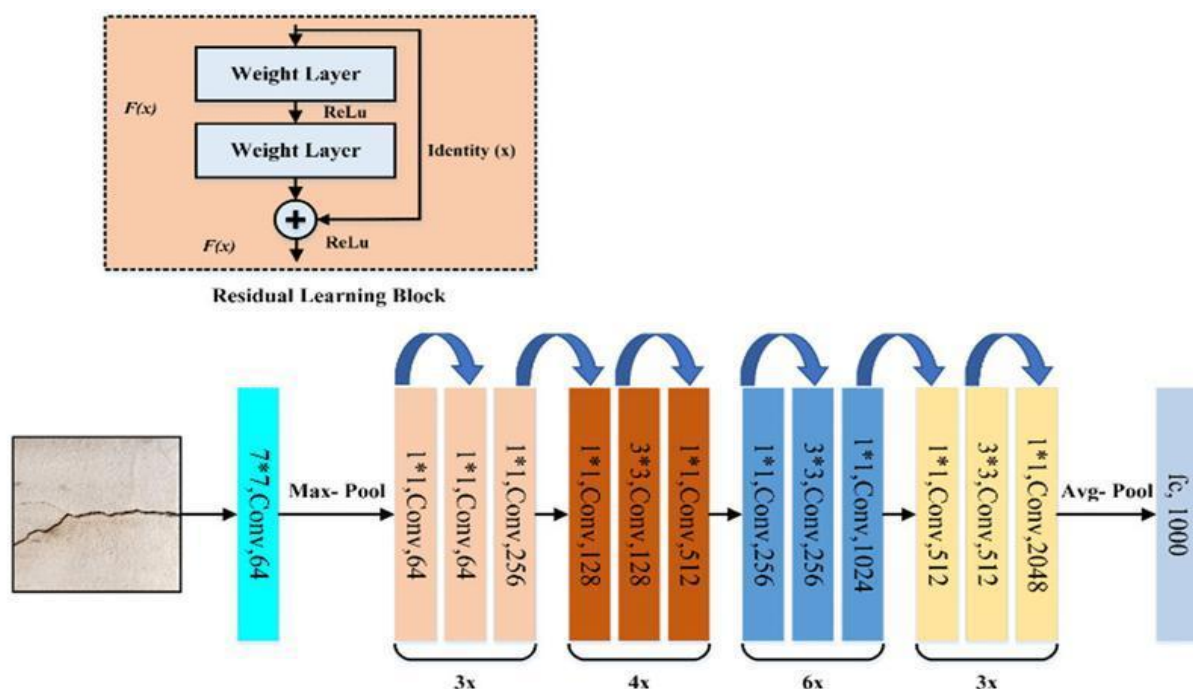 Weight Layer
F(x)
ReLu
Weight Layer
Identity (x)
+
F(x)
ReLu
Residual Learning Block
7*7,Conv,64
Max- Pool
1*1,Conv,64
1*1,Conv,64
1*1,Conv,256
1*1,Conv,128
3*3,Conv,128
1*1,Conv,512
1*1,Conv,256
3*3,Conv,256
1*1,Conv,1024
1*1,Conv,512
3*3,Conv,512
1*1,Conv,2048
Avg- Pool
fc, 1000
3x
4x
6x
3x